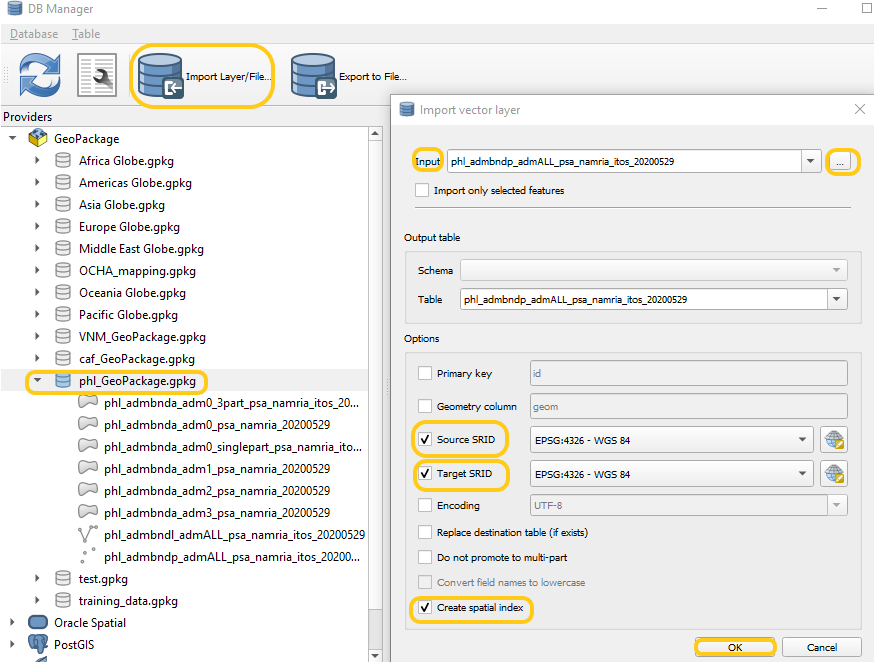 DB Manager
Database Table
Import Layer/File... Export to File...
Providers
GeoPackage
Africa Globe.gpkg
Americas Globe.gpkg
Asia Globe.gpkg
Europe Globe.gpkg
Middle East Globe.gpkg
OCHA_mapping.gpkg
Oceania Globe.gpkg
Pacific Globe.gpkg
VNM_GeoPackage.gpkg
caf_GeoPackage.gpkg
phl_GeoPackage.gpkg
phl_admbnda_adm0_3part_psa_namria_itos_20...
phl_admbnda_adm0_psa_namria_20200529
phl_admbnda_adm0_singlepart_psa_namria_ito...
phl_admbnda_adm1_psa_namria_20200529
phl_admbnda_adm2_psa_namria_20200529
phl_admbnda_adm3_psa_namria_20200529
phl_admbndl_admALL_psa_namria_itos_20200529
phl_admbndp_admALL_psa_namria_itos_20200...
test.gpkg
training_data.gpkg
Oracle Spatial
PostGIS
Import vector layer
Input phl_admbndp_admALL_psa_namria_itos_20200529 ...
Import only selected features
Output table
Schema
Table phl_admbndp_admALL_psa_namria_itos_20200529
Options
Primary key id
Geometry column geom
Source SRID EPSG:4326 - WGS 84
Target SRID EPSG:4326 - WGS 84
Encoding UTF-8
Replace destination table (if exists)
Do not promote to multi-part
Convert field names to lowercase
Create spatial index
OK Cancel